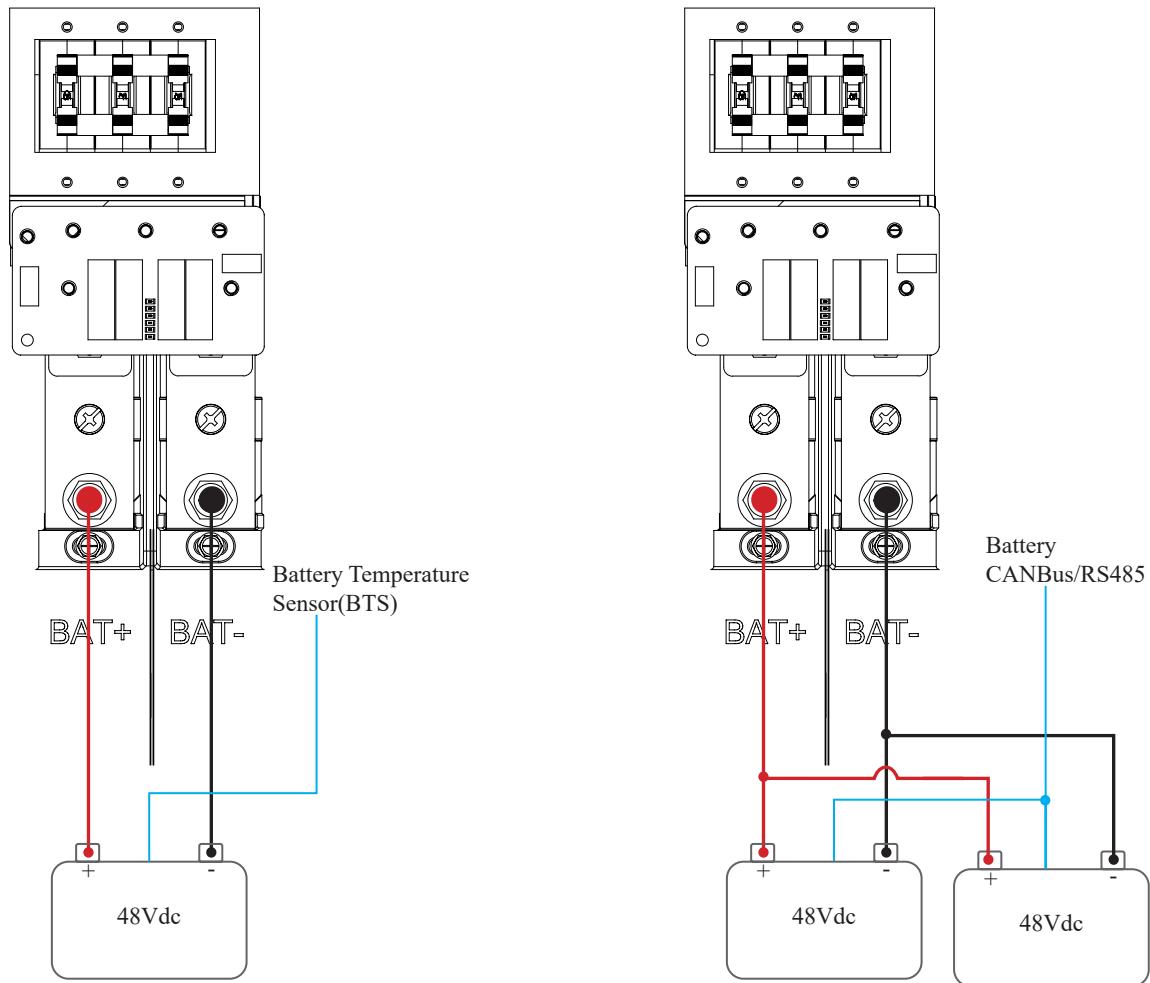 Battery Temperature
Sensor(BTS)
BAT+
BAT-
+
-
48Vdc
Battery
CANBus/RS485
BAT+
BAT-
+
-
+
-
48Vdc
48Vdc